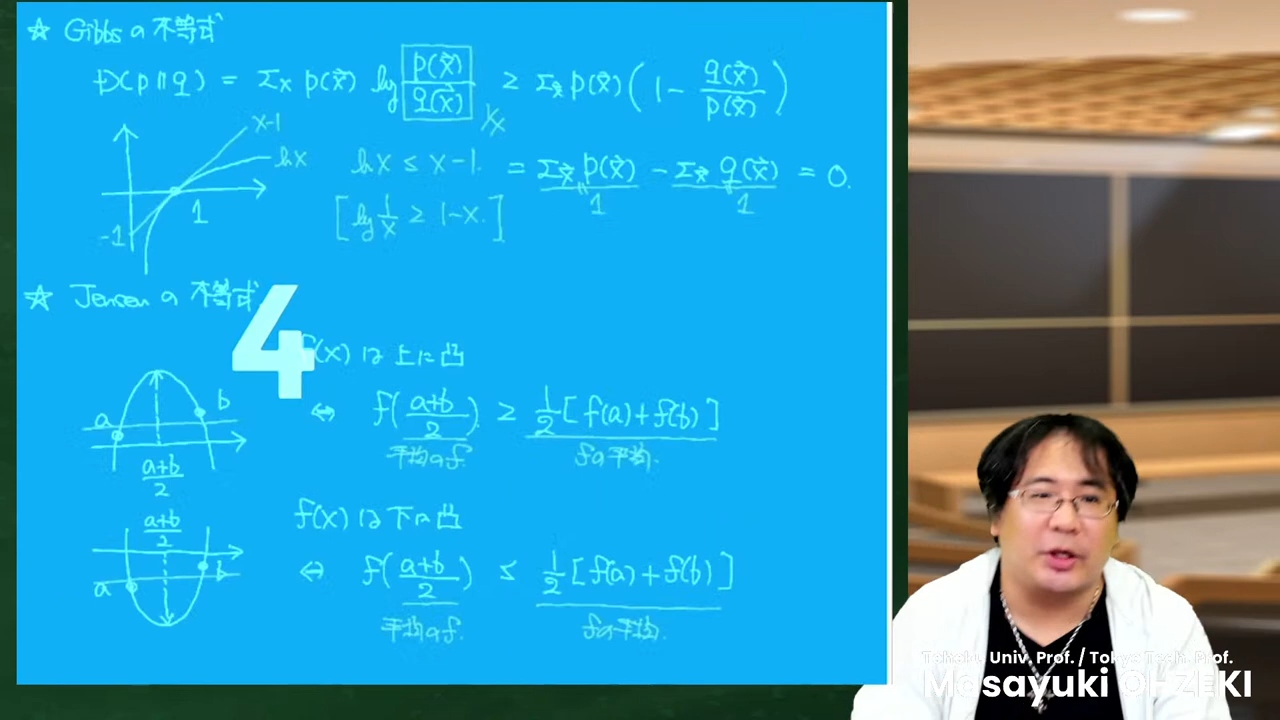 ☆ Gibbsの不等式
D(p||q) = Σx p(x⃗) log p(x⃗)/q(x⃗) ≥ Σx⃗ p(x⃗) ( 1 - q(x⃗)/p(x⃗) )
1/x
x-1
ln x
ln x ≤ x-1. = Σx⃗ p(x⃗) - Σx⃗ q(x⃗) = 0.
1 1
1
-1
[ log 1/x ≥ 1-x. ]
☆ Jensenの不等式
4
f(x) は 上に凸
a b
(a+b)/2
⇔ f( (a+b)/2 ) ≥ 1/2 [ f(a) + f(b) ]
平均のf. fの平均.
f(x) は 下に凸
(a+b)/2
a b
⇔ f( (a+b)/2 ) ≤ 1/2 [ f(a) + f(b) ]
平均のf. fの平均.
Tohoku Univ. Prof. / Tokyo Tech. Prof.
Masayuki OHZEKI